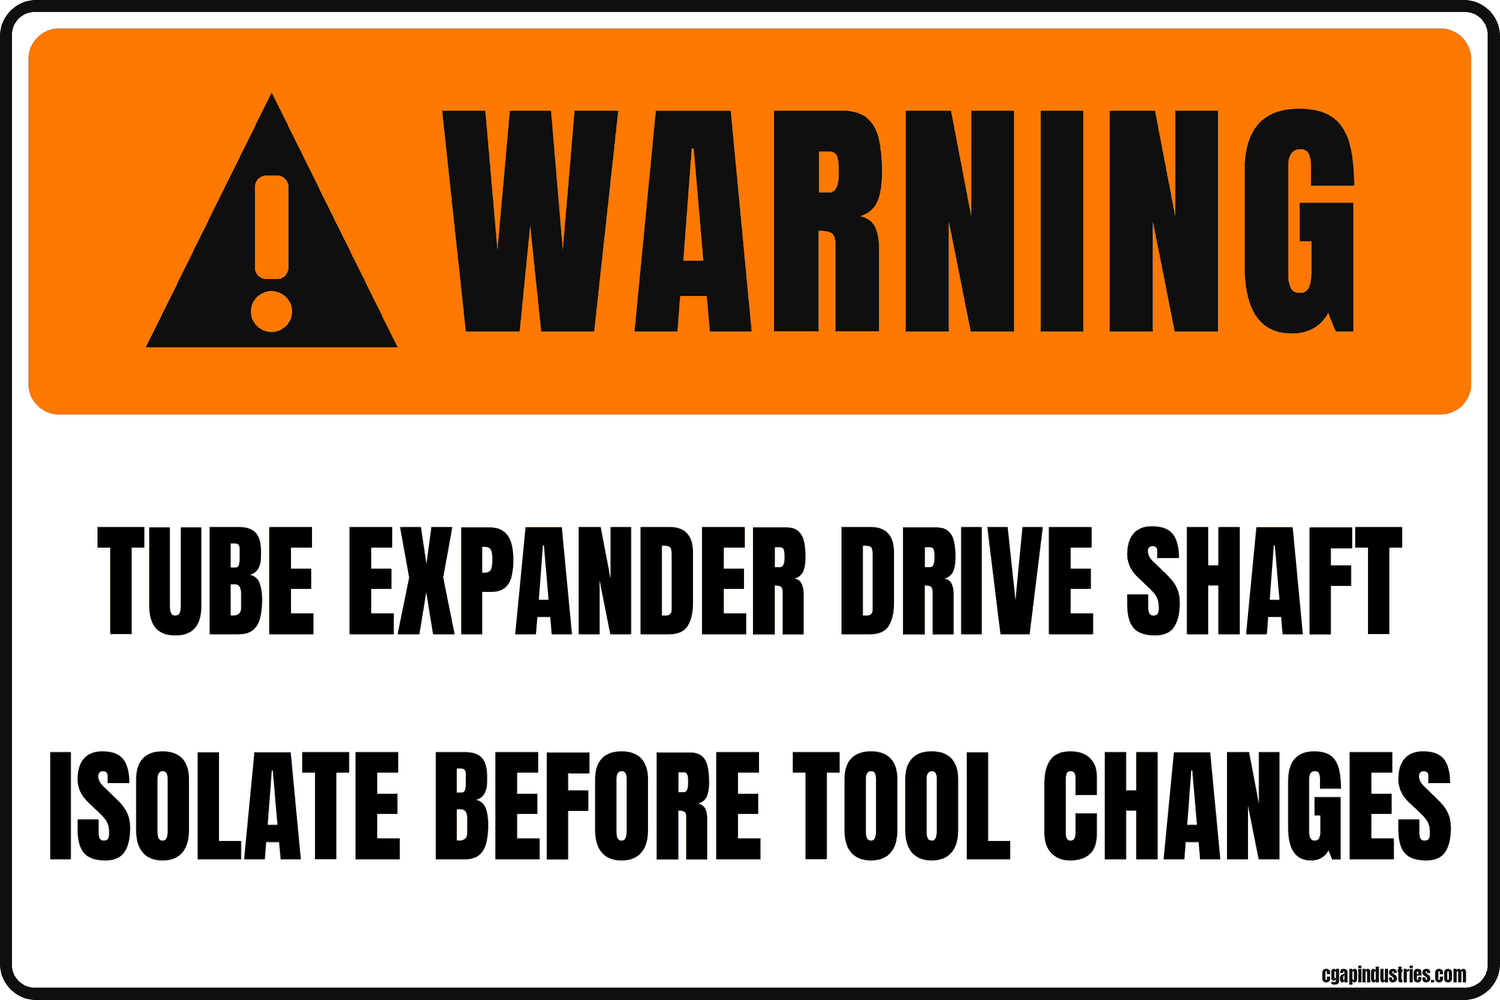 WARNING
TUBE EXPANDER DRIVE SHAFT
ISOLATE BEFORE TOOL CHANGES
cgapindustries.com